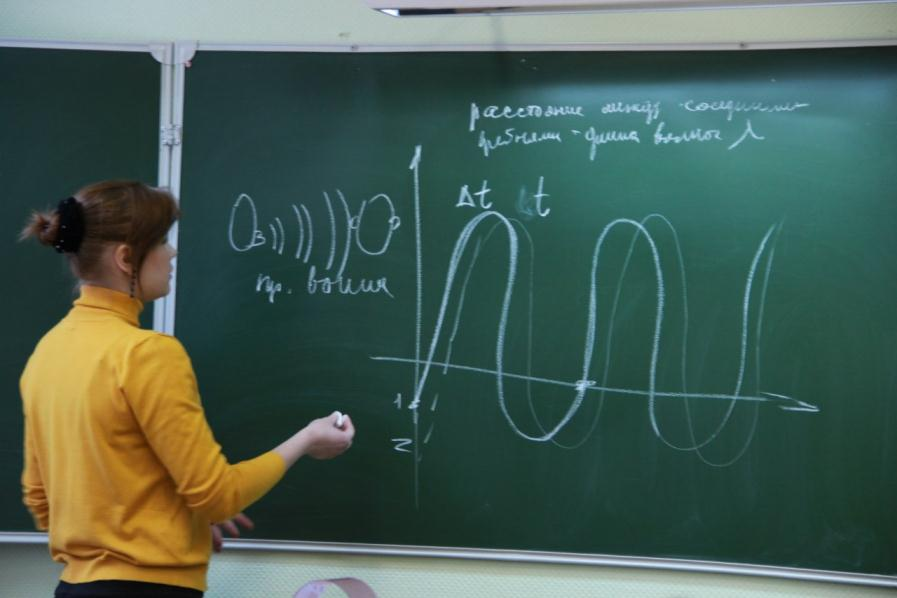 расстояние между соседними
гребнями - длина волны λ
Δt t
пр. волна
1
2